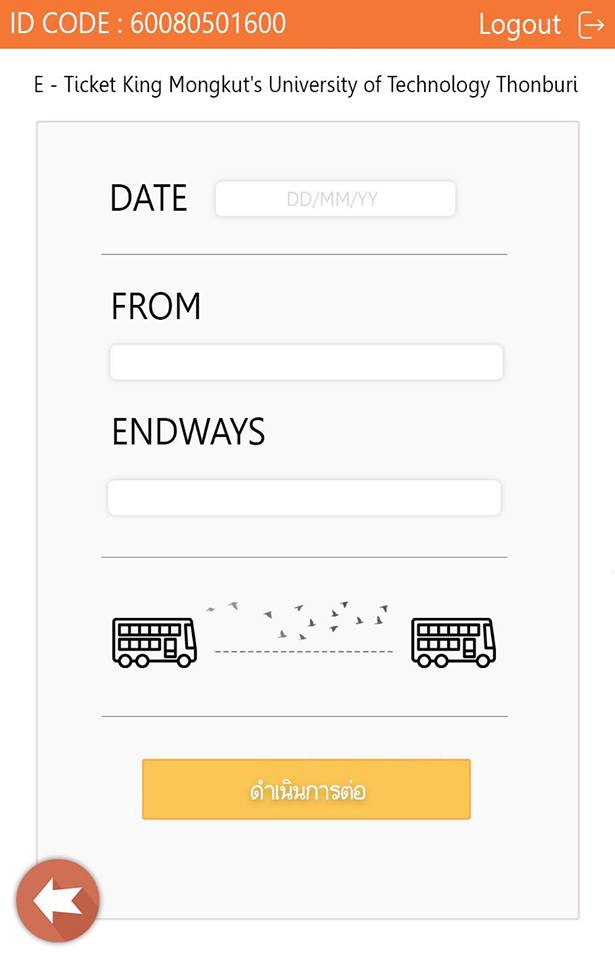 ID CODE : 60080501600 Logout
E - Ticket King Mongkut's University of Technology Thonburi
DATE DD/MM/YY
FROM
ENDWAYS
ดำเนินการต่อ